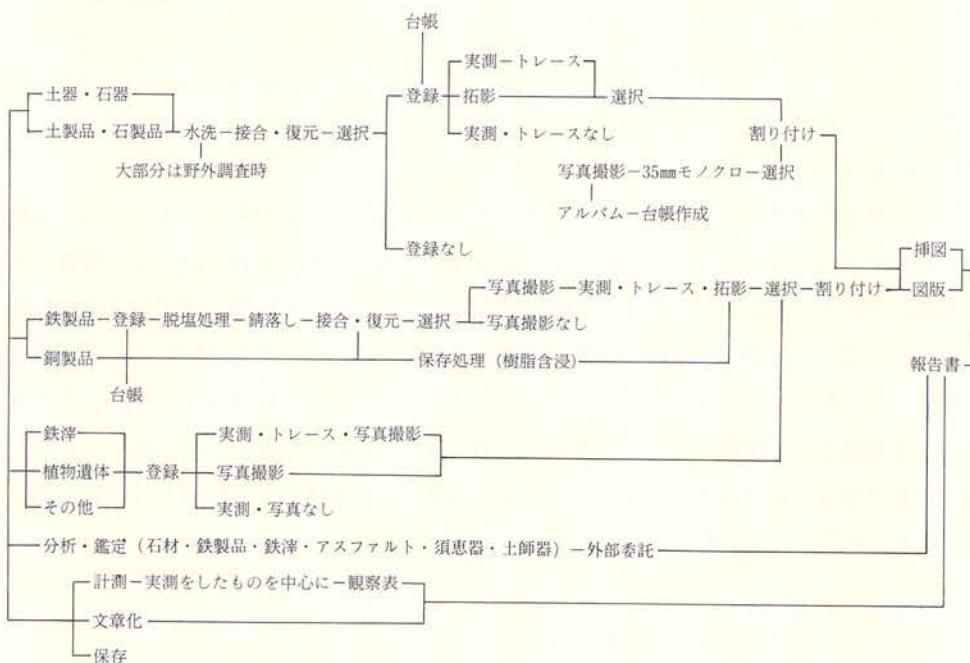 台帳
土器・石器
土製品・石製品
水洗－接合・復元－選択
大部分は野外調査時
登録
実測－トレース
拓影
選択
実測・トレースなし
割り付け
写真撮影－35mmモノクロ－選択
アルバム－台帳作成
登録なし
挿図
図版
鉄製品－登録－脱塩処理－錆落し－接合・復元－選択
写真撮影－実測・トレース・拓影－選択－割り付け
写真撮影なし
銅製品
保存処理（樹脂含浸）
台帳
報告書
鉄滓
植物遺体
その他
登録
実測・トレース・写真撮影
写真撮影
実測・写真なし
分析・鑑定（石材・鉄製品・鉄滓・アスファルト・須恵器・土師器）－外部委託
計測－実測をしたものを中心に－観察表
文章化
保存